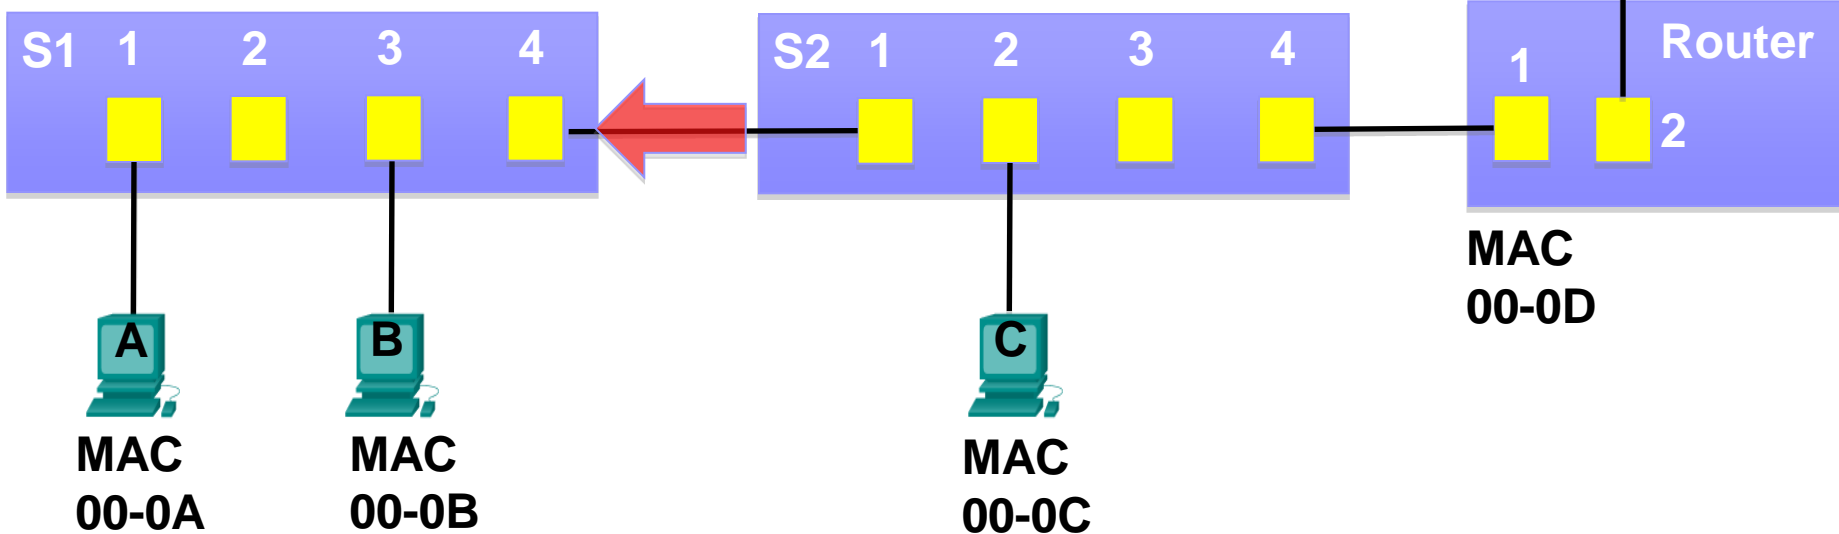 S1 1 2 3 4
S2 1 2 3 4
1 Router
2
MAC
00-0D
A
B
C
MAC
00-0A
MAC
00-0B
MAC
00-0C